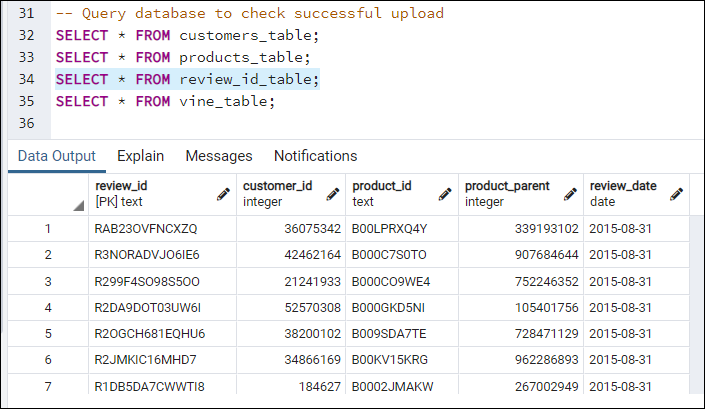 31 -- Query database to check successful upload
32 SELECT * FROM customers_table;
33 SELECT * FROM products_table;
34 SELECT * FROM review_id_table;
35 SELECT * FROM vine_table;
36
Data Output Explain Messages Notifications
review_id customer_id product_id product_parent review_date
[PK] text integer text integer date
1 RAB23OVFNCXZQ 36075342 B00LPRXQ4Y 339193102 2015-08-31
2 R3NORADVJO6IE6 42462164 B000C7S0TO 907684644 2015-08-31
3 R299F4SO98S5OO 21241933 B000CO9WE4 752246352 2015-08-31
4 R2DA9DOT03UW6I 52570308 B000GKD5NI 105401756 2015-08-31
5 R2OGCH681EQHU6 38200102 B009SDA7TE 728471129 2015-08-31
6 R2JMKIC16MHD7 34866169 B00KV15KRG 962286893 2015-08-31
7 R1DB5DA7CWWTI8 184627 B0002JMAKW 267002949 2015-08-31